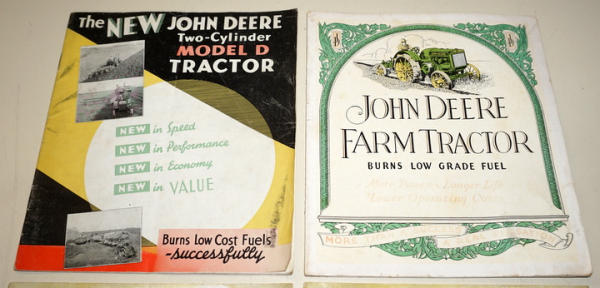 The NEW JOHN DEERE
Two-Cylinder
MODEL D
TRACTOR
NEW in Speed
NEW in Performance
NEW in Economy
NEW in VALUE
Burns Low Cost Fuels
-successfully
JOHN DEERE
FARM TRACTOR
BURNS LOW GRADE FUEL
More Power Longer Life
Lower Operating Costs
MORE